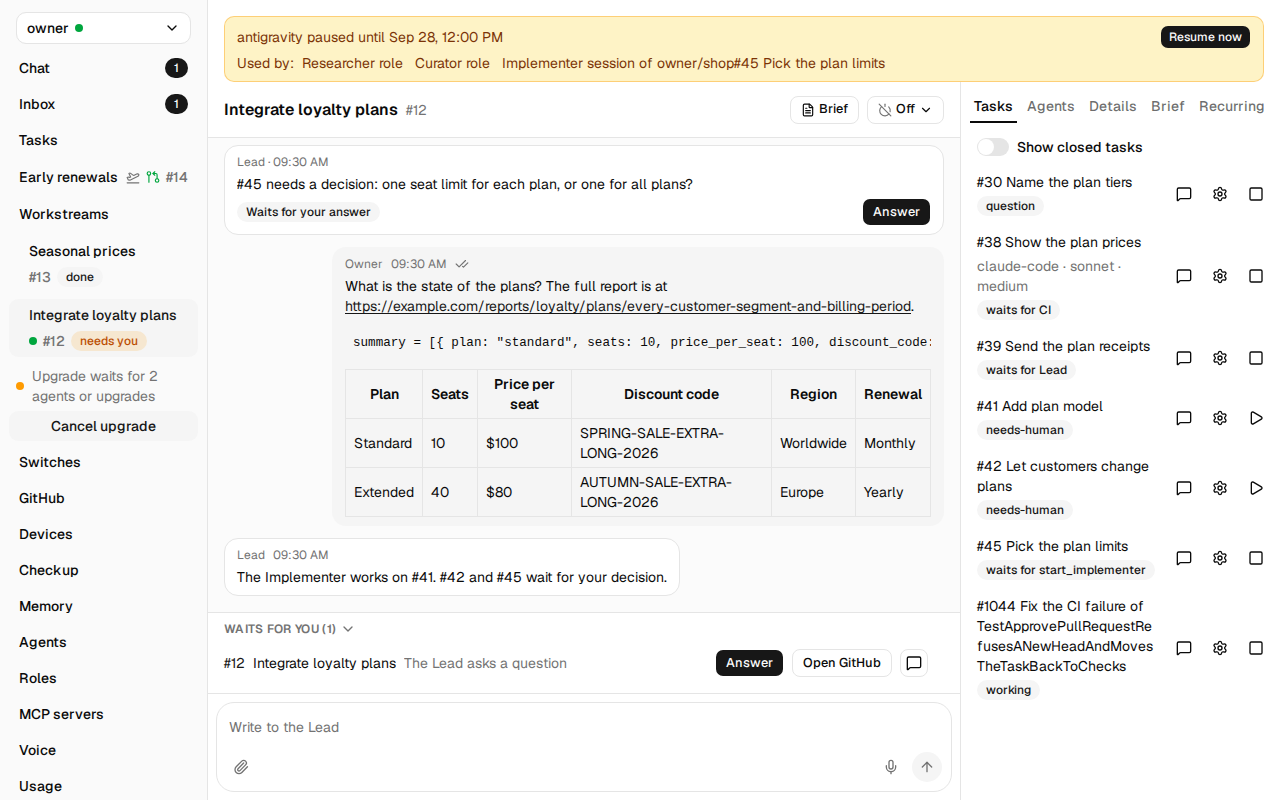 owner
Chat 1
Inbox 1
Tasks
Early renewals #14
Workstreams
Seasonal prices
#13 done
Integrate loyalty plans
#12 needs you
Upgrade waits for 2
agents or upgrades
Cancel upgrade
Switches
GitHub
Devices
Checkup
Memory
Agents
Roles
MCP servers
Voice
Usage
antigravity paused until Sep 28, 12:00 PM
Resume now
Used by: Researcher role Curator role Implementer session of owner/shop#45 Pick the plan limits
Integrate loyalty plans #12
Brief
Off
Lead · 09:30 AM
#45 needs a decision: one seat limit for each plan, or one for all plans?
Waits for your answer
Answer
Owner 09:30 AM
What is the state of the plans? The full report is at
https://example.com/reports/loyalty/plans/every-customer-segment-and-billing-period.
summary = [{ plan: "standard", seats: 10, price_per_seat: 100, discount_code:
Plan Seats Price per seat Discount code Region Renewal
Standard 10 $100 SPRING-SALE-EXTRA-LONG-2026 Worldwide Monthly
Extended 40 $80 AUTUMN-SALE-EXTRA-LONG-2026 Europe Yearly
Lead 09:30 AM
The Implementer works on #41. #42 and #45 wait for your decision.
WAITS FOR YOU (1)
#12 Integrate loyalty plans The Lead asks a question
Answer
Open GitHub
Write to the Lead
Tasks Agents Details Brief Recurring
Show closed tasks
#30 Name the plan tiers
question
#38 Show the plan prices
claude-code · sonnet ·
medium
waits for CI
#39 Send the plan receipts
waits for Lead
#41 Add plan model
needs-human
#42 Let customers change
plans
needs-human
#45 Pick the plan limits
waits for start_implementer
#1044 Fix the CI failure of
TestApprovePullRequestRe
fusesANewHeadAndMoves
TheTaskBackToChecks
working